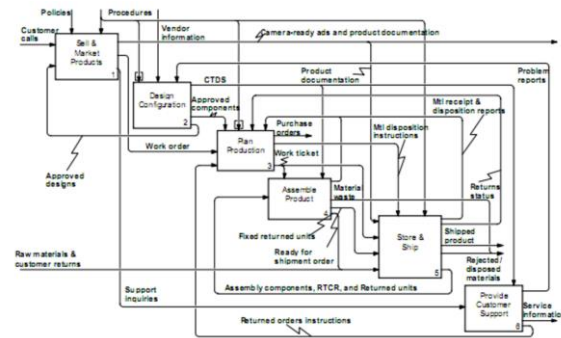 Policies
Procedures
Customer
calls
Vendor
information
Camera-ready ads and product documentation
Sell &
Market
Products
1
Product
documentation
Problem
reports
CTDS
Design
Configuration
2
Approved
components
Mtl receipt &
disposition reports
Purchase
orders
Mtl disposition
instructions
Plan
Production
3
Work order
Work ticket
Approved
designs
Assemble
Product
4
Material
waste
Returns
status
Fixed returned units
Store &
Ship
5
Shipped
product
Ready for
shipment order
Raw materials &
customer returns
Rejected/
disposed
materials
Support
inquiries
Assembly components, RTCR, and Returned units
Provide
Customer
Support
6
Service
information
Returned orders instructions